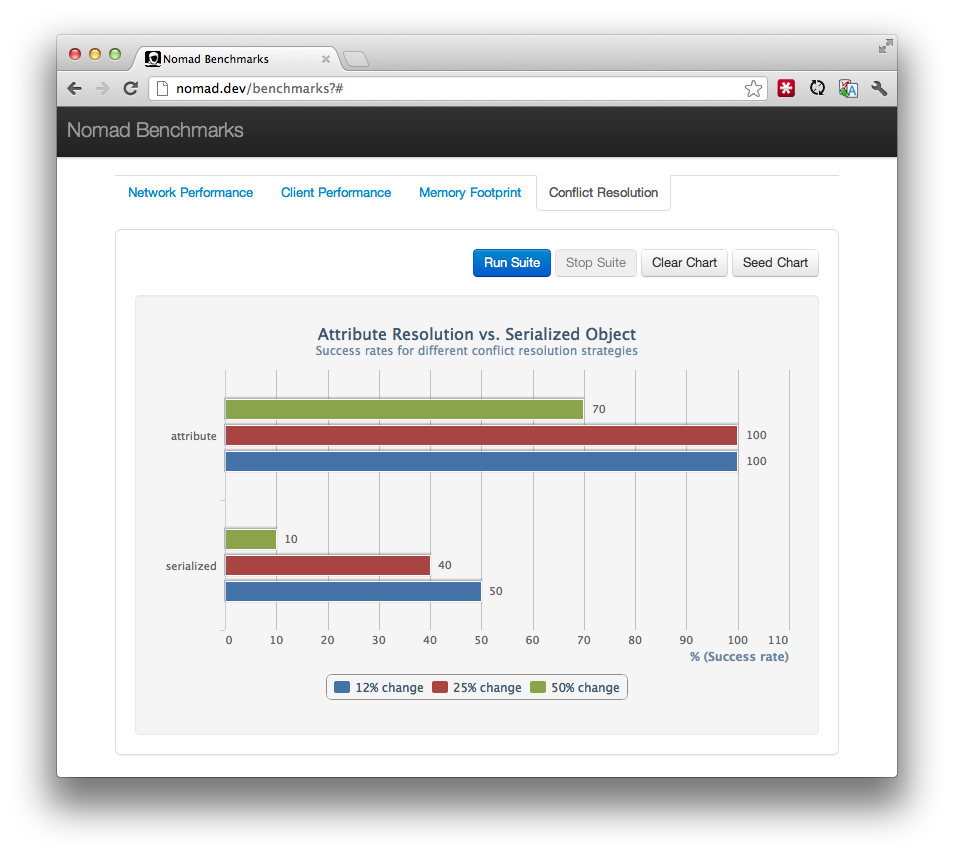 Nomad Benchmarks
nomad.dev/benchmarks?#
Nomad Benchmarks
Network Performance Client Performance Memory Footprint Conflict Resolution
Run Suite Stop Suite Clear Chart Seed Chart
Attribute Resolution vs. Serialized Object
Success rates for different conflict resolution strategies
70
attribute 100
100
10
serialized 40
50
0 10 20 30 40 50 60 70 80 90 100 110
% (Success rate)
12% change 25% change 50% change